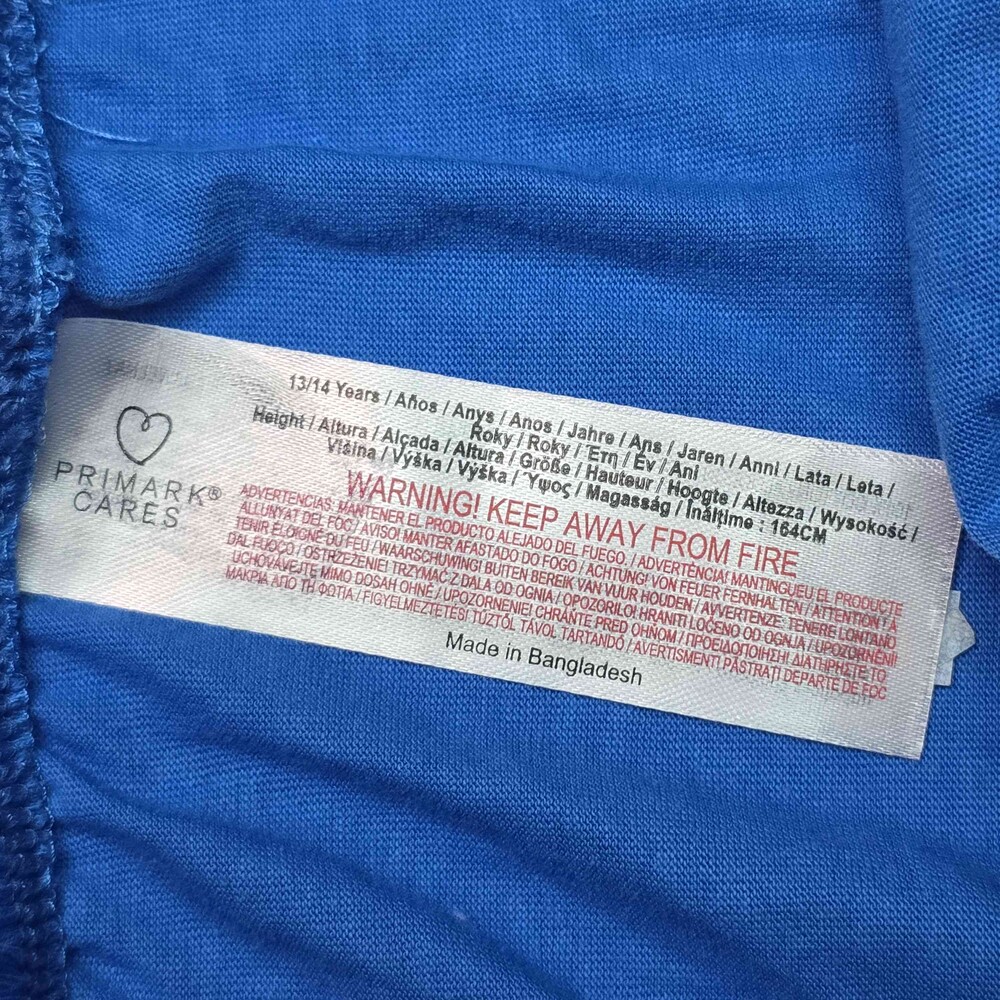 PRIMARK®
CARES
13/14 Years / Años / Anys / Anos / Jahre / Ans / Jaren / Anni / Lata / Leta /
Roky / Roky / Έτη / Év / Ani
Height / Altura / Alçada / Altura / Größe / Hauteur / Hoogte / Altezza / Wysokość /
Višina / Výška / Výška / Ύψος / Magasság / Înălțime : 164CM
WARNING! KEEP AWAY FROM FIRE
ADVERTENCIAS: MANTENER EL PRODUCTO ALEJADO DEL FUEGO. / ADVERTÈNCIA! MANTINGUEU EL PRODUCTE
ALLUNYAT DEL FOC / AVISO! MANTER AFASTADO DO FOGO / ACHTUNG! VON FEUER FERNHALTEN / ATTENTION ! À
TENIR ÉLOIGNÉ DU FEU / WAARSCHUWING! BUITEN BEREIK VAN VUUR HOUDEN / AVVERTENZE: TENERE LONTANO
DAL FUOCO / OSTRZEŻENIE! TRZYMAĆ Z DALA OD OGNIA / OPOZORILO! HRANITI LOČENO OD OGNJA / UPOZORNĚNÍ!
UCHOVÁVEJTE MIMO DOSAH OHNĚ / UPOZORNENIE! CHRÁŇTE PRED OHŇOM / ΠΡΟΕΙΔΟΠΟΙΗΣΗ! ΔΙΑΤΗΡΗΣΤΕ ΤΟ
ΜΑΚΡΙΑ ΑΠΟ ΤΗ ΦΩΤΙΑ / FIGYELMEZTETÉS! TŰZTŐL TÁVOL TARTANDÓ / AVERTISMENT! PĂSTRAȚI DEPARTE DE FOC
Made in Bangladesh